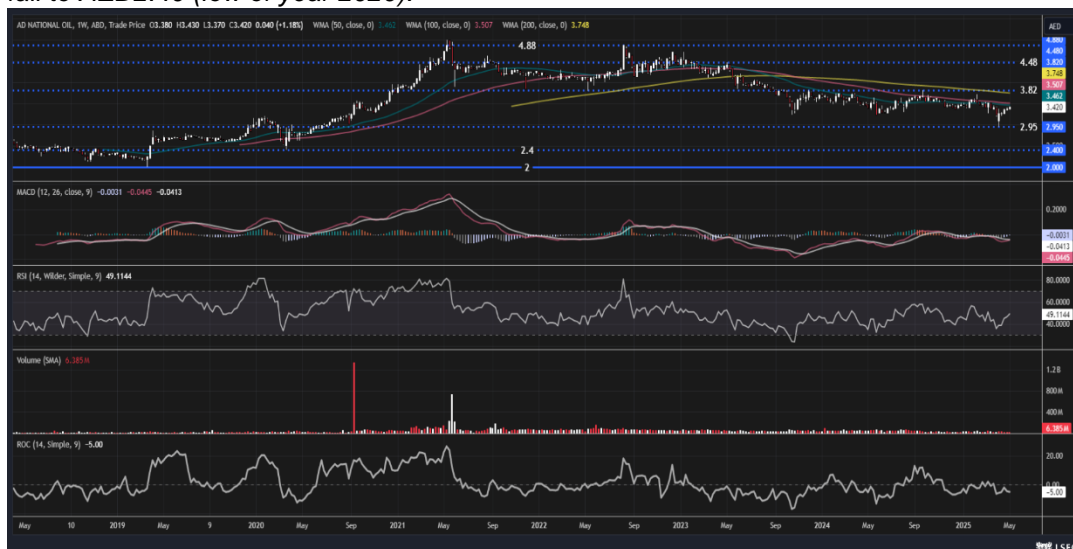 fall to AED2.40 (low of year 2020).
AD NATIONAL OIL, 1W, ABD, Trade Price O3.380 H3.430 L3.370 C3.420 0.040 (+1.18%) WMA (50, close, 0) 3.462 WMA (100, close, 0) 3.507 WMA (200, close, 0) 3.748
AED
4.880
4.88
4.480
4.48
3.820
3.748
3.507
3.82
3.462
3.420
2.95
2.950
2.4
2.400
2
2.000
MACD (12, 26, close, 9) -0.0031 -0.0445 -0.0413
0.2000
-0.0031
-0.0413
-0.0445
RSI (14, Wilder, Simple, 9) 49.1144
80.0000
60.0000
49.1144
40.0000
Volume (SMA) 6.385M
1.2B
800 M
400 M
6.385M
ROC (14, Simple, 9) -5.00
20.00
0.00
-5.00
May 10 2019 May 9 2020 May Sep 2021 May Sep 2022 May Sep 2023 May Sep 2024 May Sep 2025 May
LSEG